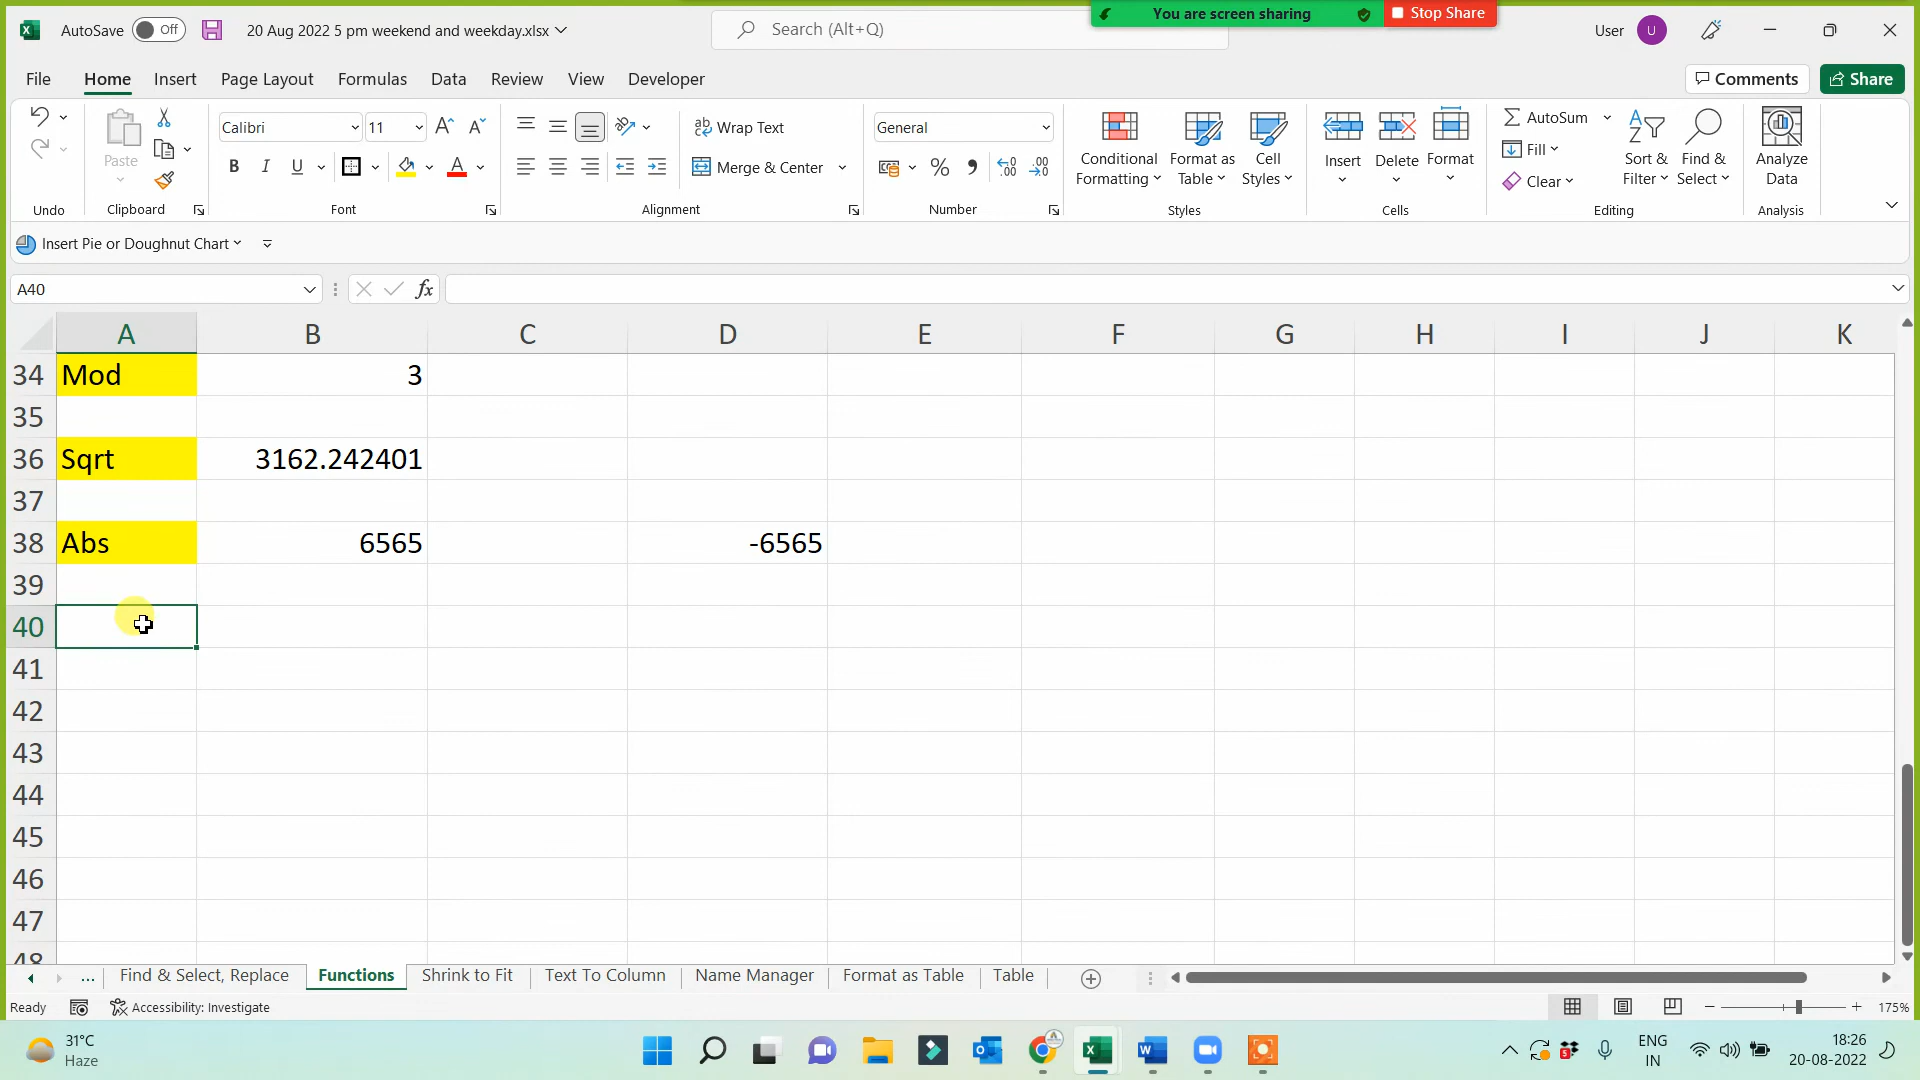 AutoSave Off 20 Aug 2022 5 pm weekend and weekday.xlsx Search (Alt+Q) You are screen sharing Stop Share User U
File Home Insert Page Layout Formulas Data Review View Developer Comments Share
Paste Calibri 11 Wrap Text General
B I U Merge & Center
Conditional Formatting Format as Table Cell Styles Insert Delete Format
AutoSum Fill Clear Sort & Filter Find & Select Analyze Data
Undo Clipboard Font Alignment Number Styles Cells Editing Analysis
Insert Pie or Doughnut Chart
A40 fx
A B C D E F G H I J K
34 Mod 3
35
36 Sqrt 3162.242401
37
38 Abs 6565 -6565
39
40
41
42
43
44
45
46
47
48
... Find & Select, Replace Functions Shrink to Fit Text To Column Name Manager Format as Table Table
Ready Accessibility: Investigate 175%
31°C
Haze
ENG
IN
18:26
20-08-2022